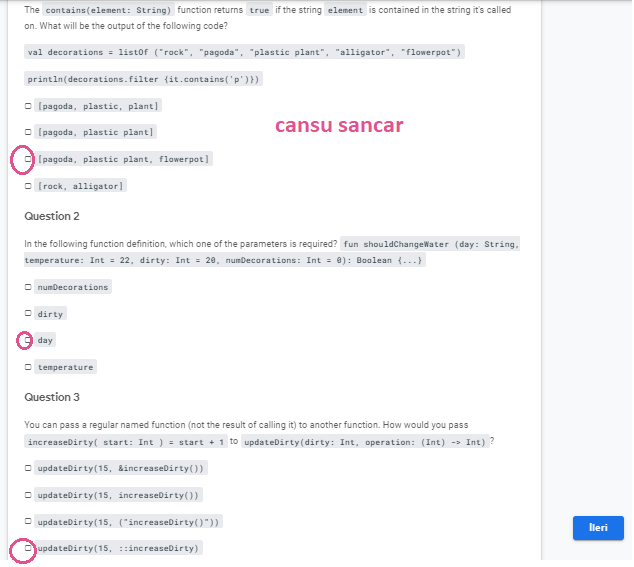 The contains(element: String) function returns true if the string element is contained in the string it's called
on. What will be the output of the following code?
val decorations = listOf ("rock", "pagoda", "plastic plant", "alligator", "flowerpot")
println(decorations.filter {it.contains('p')})
[pagoda, plastic, plant]
[pagoda, plastic plant]
cansu sancar
[pagoda, plastic plant, flowerpot]
[rock, alligator]
Question 2
In the following function definition, which one of the parameters is required? fun shouldChangeWater (day: String,
temperature: Int = 22, dirty: Int = 20, numDecorations: Int = 0): Boolean {...}
numDecorations
dirty
day
temperature
Question 3
You can pass a regular named function (not the result of calling it) to another function. How would you pass
increaseDirty( start: Int ) = start + 1 to updateDirty(dirty: Int, operation: (Int) -> Int) ?
updateDirty(15, &increaseDirty())
updateDirty(15, increaseDirty())
updateDirty(15, ("increaseDirty()"))
updateDirty(15, ::increaseDirty)
İleri